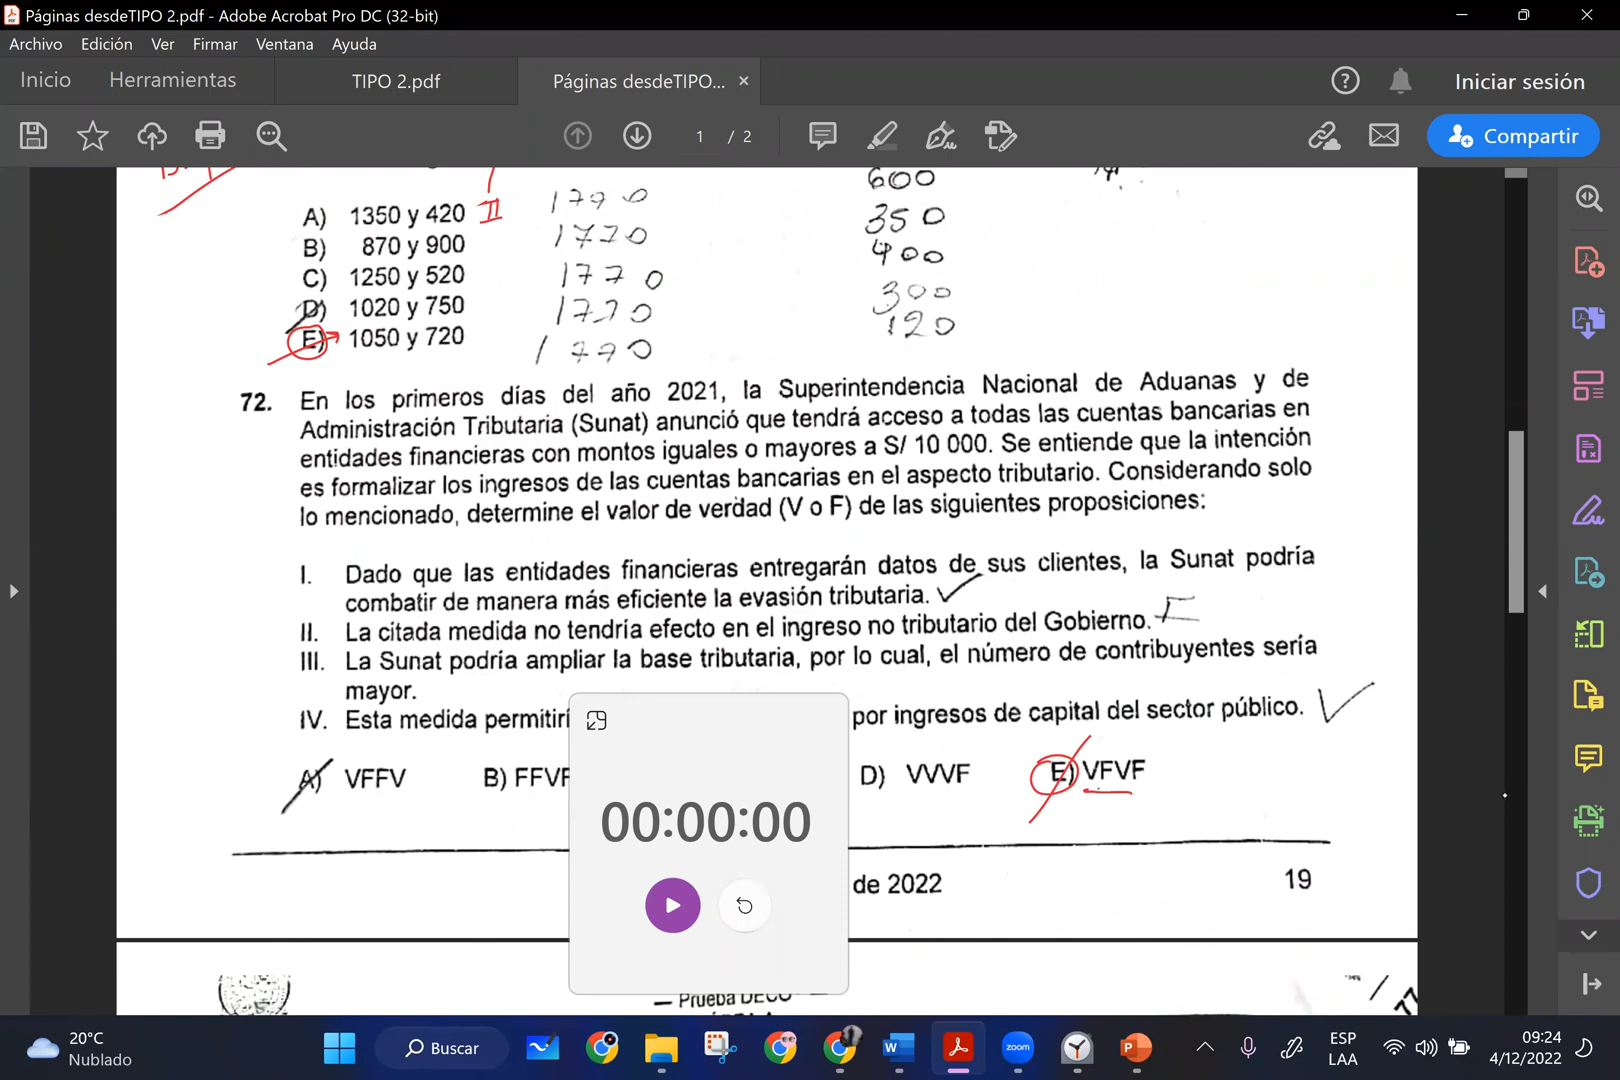 Páginas desdeTIPO 2.pdf - Adobe Acrobat Pro DC (32-bit)
Archivo Edición Ver Firmar Ventana Ayuda
Inicio Herramientas TIPO 2.pdf Páginas desdeTIPO... × Iniciar sesión
1 / 2 Compartir
600
A) 1350 y 420 II 1770 350
B) 870 y 900 1770 400
C) 1250 y 520 1770
D) 1020 y 750 1770 300
E) 1050 y 720 1770 120
72. En los primeros días del año 2021, la Superintendencia Nacional de Aduanas y de
Administración Tributaria (Sunat) anunció que tendrá acceso a todas las cuentas bancarias en
entidades financieras con montos iguales o mayores a S/ 10 000. Se entiende que la intención
es formalizar los ingresos de las cuentas bancarias en el aspecto tributario. Considerando solo
lo mencionado, determine el valor de verdad (V o F) de las siguientes proposiciones:
I. Dado que las entidades financieras entregarán datos de sus clientes, la Sunat podría
combatir de manera más eficiente la evasión tributaria.
II. La citada medida no tendría efecto en el ingreso no tributario del Gobierno. F
III. La Sunat podría ampliar la base tributaria, por lo cual, el número de contribuyentes sería
mayor.
IV. Esta medida permitirí por ingresos de capital del sector público.
A) VFFV B) FFVF D) VVVF E) VFVF
00:00:00
de 2022 19
Prueba
20°C
Nublado
Buscar
zoom
ESP
LAA
09:24
4/12/2022